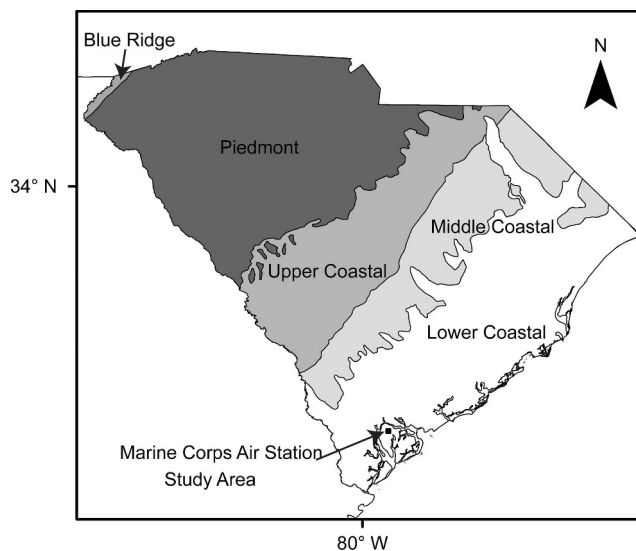 Blue Ridge
N
Piedmont
34° N
Middle Coastal
Upper Coastal
Lower Coastal
Marine Corps Air Station
Study Area
80° W